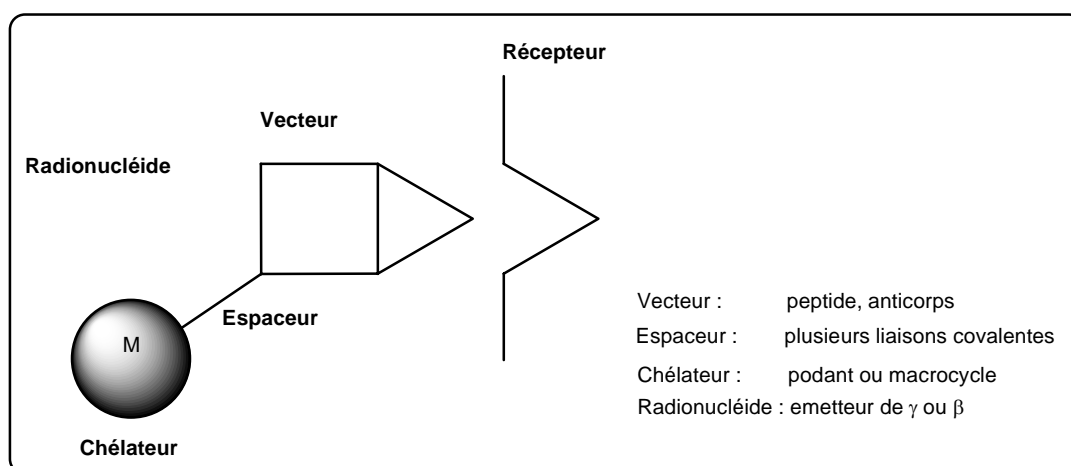 Récepteur
Vecteur
Radionucléide
Espaceur
M
Chélateur
Vecteur : peptide, anticorps
Espaceur : plusieurs liaisons covalentes
Chélateur : podant ou macrocycle
Radionucléide : emetteur de γ ou β